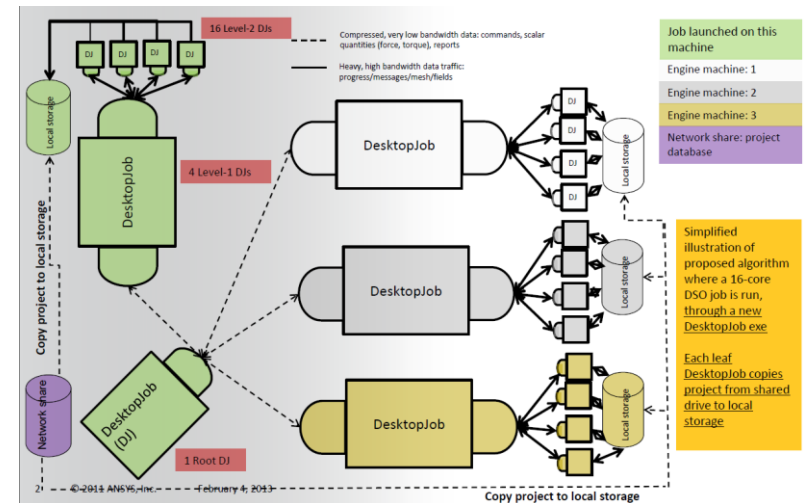 16 Level-2 DJs
DJ
DJ
DJ
DJ
Local storage
Compressed, very low bandwidth data: commands, scalar
quantities (force, torque), reports
Heavy, high bandwidth data traffic:
progress/messages/mesh/fields
Job launched on this
machine
Engine machine: 1
Engine machine: 2
Engine machine: 3
Network share: project
database
DesktopJob
4 Level-1 DJs
DesktopJob
DJ
DJ
DJ
DJ
Local storage
Copy project to local storage
DesktopJob
Local storage
Simplified
illustration of
proposed algorithm
where a 16-core
DSO job is run,
through a new
DesktopJob exe
Each leaf
DesktopJob copies
project from shared
drive to local
storage
Network share
DesktopJob
(DJ)
1 Root DJ
DesktopJob
Local storage
2
© 2011 ANSYS, Inc.
February 4, 2013
Copy project to local storage